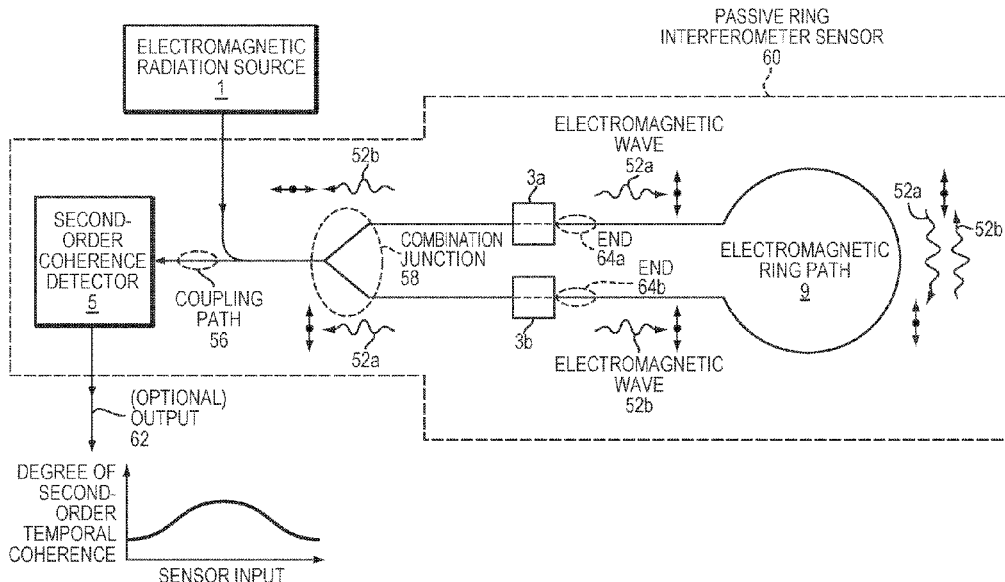 PASSIVE RING
INTERFEROMETER SENSOR
60
ELECTROMAGNETIC
RADIATION SOURCE
1
ELECTROMAGNETIC
WAVE
52a
52b
3a
52a
52b
SECOND-
ORDER
COHERENCE
DETECTOR
5
COMBINATION
JUNCTION
58
END
64a
ELECTROMAGNETIC
RING PATH
9
COUPLING
PATH
56
END
64b
52a
3b
ELECTROMAGNETIC
WAVE
52b
(OPTIONAL)
OUTPUT
62
DEGREE OF
SECOND-
ORDER
TEMPORAL
COHERENCE
SENSOR INPUT